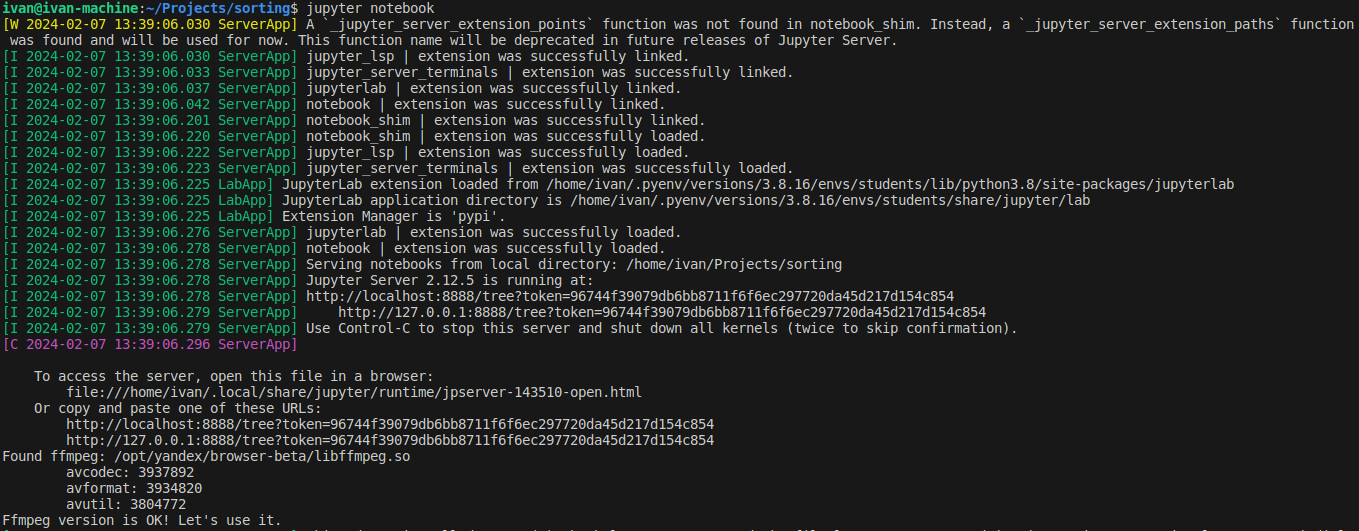 ivan@ivan-machine:~/Projects/sorting$ jupyter notebook
[W 2024-02-07 13:39:06.030 ServerApp] A `_jupyter_server_extension_points` function was not found in notebook_shim. Instead, a `_jupyter_server_extension_paths` function
was found and will be used for now. This function name will be deprecated in future releases of Jupyter Server.
[I 2024-02-07 13:39:06.030 ServerApp] jupyter_lsp | extension was successfully linked.
[I 2024-02-07 13:39:06.033 ServerApp] jupyter_server_terminals | extension was successfully linked.
[I 2024-02-07 13:39:06.037 ServerApp] jupyterlab | extension was successfully linked.
[I 2024-02-07 13:39:06.042 ServerApp] notebook | extension was successfully linked.
[I 2024-02-07 13:39:06.201 ServerApp] notebook_shim | extension was successfully linked.
[I 2024-02-07 13:39:06.220 ServerApp] notebook_shim | extension was successfully loaded.
[I 2024-02-07 13:39:06.222 ServerApp] jupyter_lsp | extension was successfully loaded.
[I 2024-02-07 13:39:06.223 ServerApp] jupyter_server_terminals | extension was successfully loaded.
[I 2024-02-07 13:39:06.225 LabApp] JupyterLab extension loaded from /home/ivan/.pyenv/versions/3.8.16/envs/students/lib/python3.8/site-packages/jupyterlab
[I 2024-02-07 13:39:06.225 LabApp] JupyterLab application directory is /home/ivan/.pyenv/versions/3.8.16/envs/students/share/jupyter/lab
[I 2024-02-07 13:39:06.225 LabApp] Extension Manager is 'pypi'.
[I 2024-02-07 13:39:06.276 ServerApp] jupyterlab | extension was successfully loaded.
[I 2024-02-07 13:39:06.278 ServerApp] notebook | extension was successfully loaded.
[I 2024-02-07 13:39:06.278 ServerApp] Serving notebooks from local directory: /home/ivan/Projects/sorting
[I 2024-02-07 13:39:06.278 ServerApp] Jupyter Server 2.12.5 is running at:
[I 2024-02-07 13:39:06.278 ServerApp] http://localhost:8888/tree?token=96744f39079db6bb8711f6f6ec297720da45d217d154c854
[I 2024-02-07 13:39:06.279 ServerApp]     http://127.0.0.1:8888/tree?token=96744f39079db6bb8711f6f6ec297720da45d217d154c854
[I 2024-02-07 13:39:06.279 ServerApp] Use Control-C to stop this server and shut down all kernels (twice to skip confirmation).
[C 2024-02-07 13:39:06.296 ServerApp]
To access the server, open this file in a browser:
file:///home/ivan/.local/share/jupyter/runtime/jpserver-143510-open.html
Or copy and paste one of these URLs:
http://localhost:8888/tree?token=96744f39079db6bb8711f6f6ec297720da45d217d154c854
http://127.0.0.1:8888/tree?token=96744f39079db6bb8711f6f6ec297720da45d217d154c854
Found ffmpeg: /opt/yandex/browser-beta/libffmpeg.so
avcodec: 3937892
avformat: 3934820
avutil: 3804772
Ffmpeg version is OK! Let's use it.